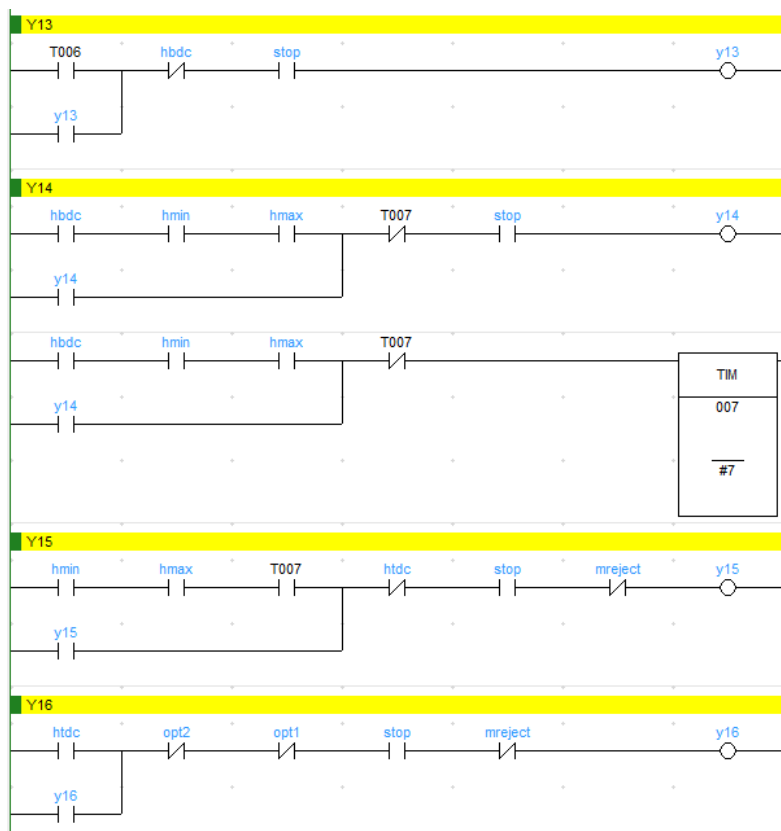 Y13
T006 hbdc stop y13
y13
Y14
hbdc hmin hmax T007 stop y14
y14
hbdc hmin hmax T007
TIM
y14
007
#7
Y15
hmin hmax T007 htdc stop mreject y15
y15
Y16
htdc opt2 opt1 stop mreject y16
y16